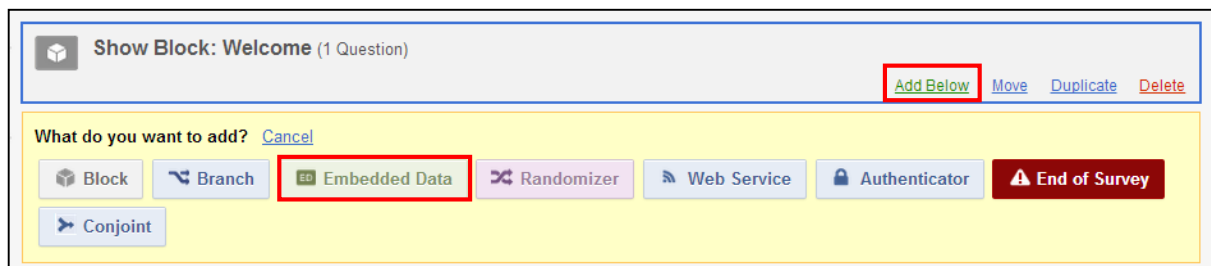 Show Block: Welcome (1 Question)
Add Below Move Duplicate Delete
What do you want to add? Cancel
Block Branch ED Embedded Data Randomizer Web Service Authenticator End of Survey
Conjoint